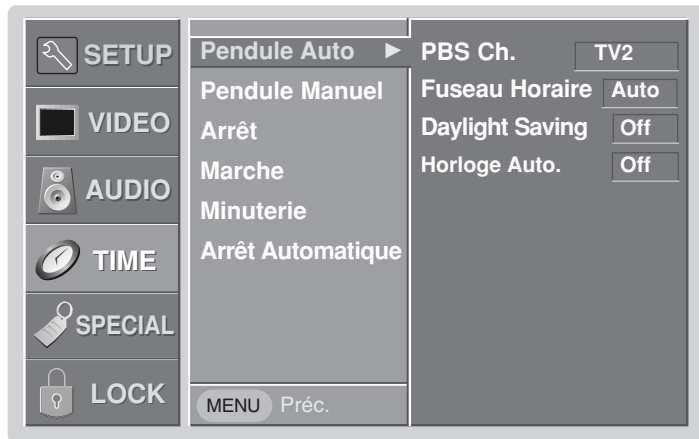 SETUP
VIDEO
AUDIO
TIME
SPECIAL
LOCK
Pendule Auto ►
Pendule Manuel
Arrêt
Marche
Minuterie
Arrêt Automatique
MENU Préc.
PBS Ch. TV2
Fuseau Horaire Auto
Daylight Saving Off
Horloge Auto. Off